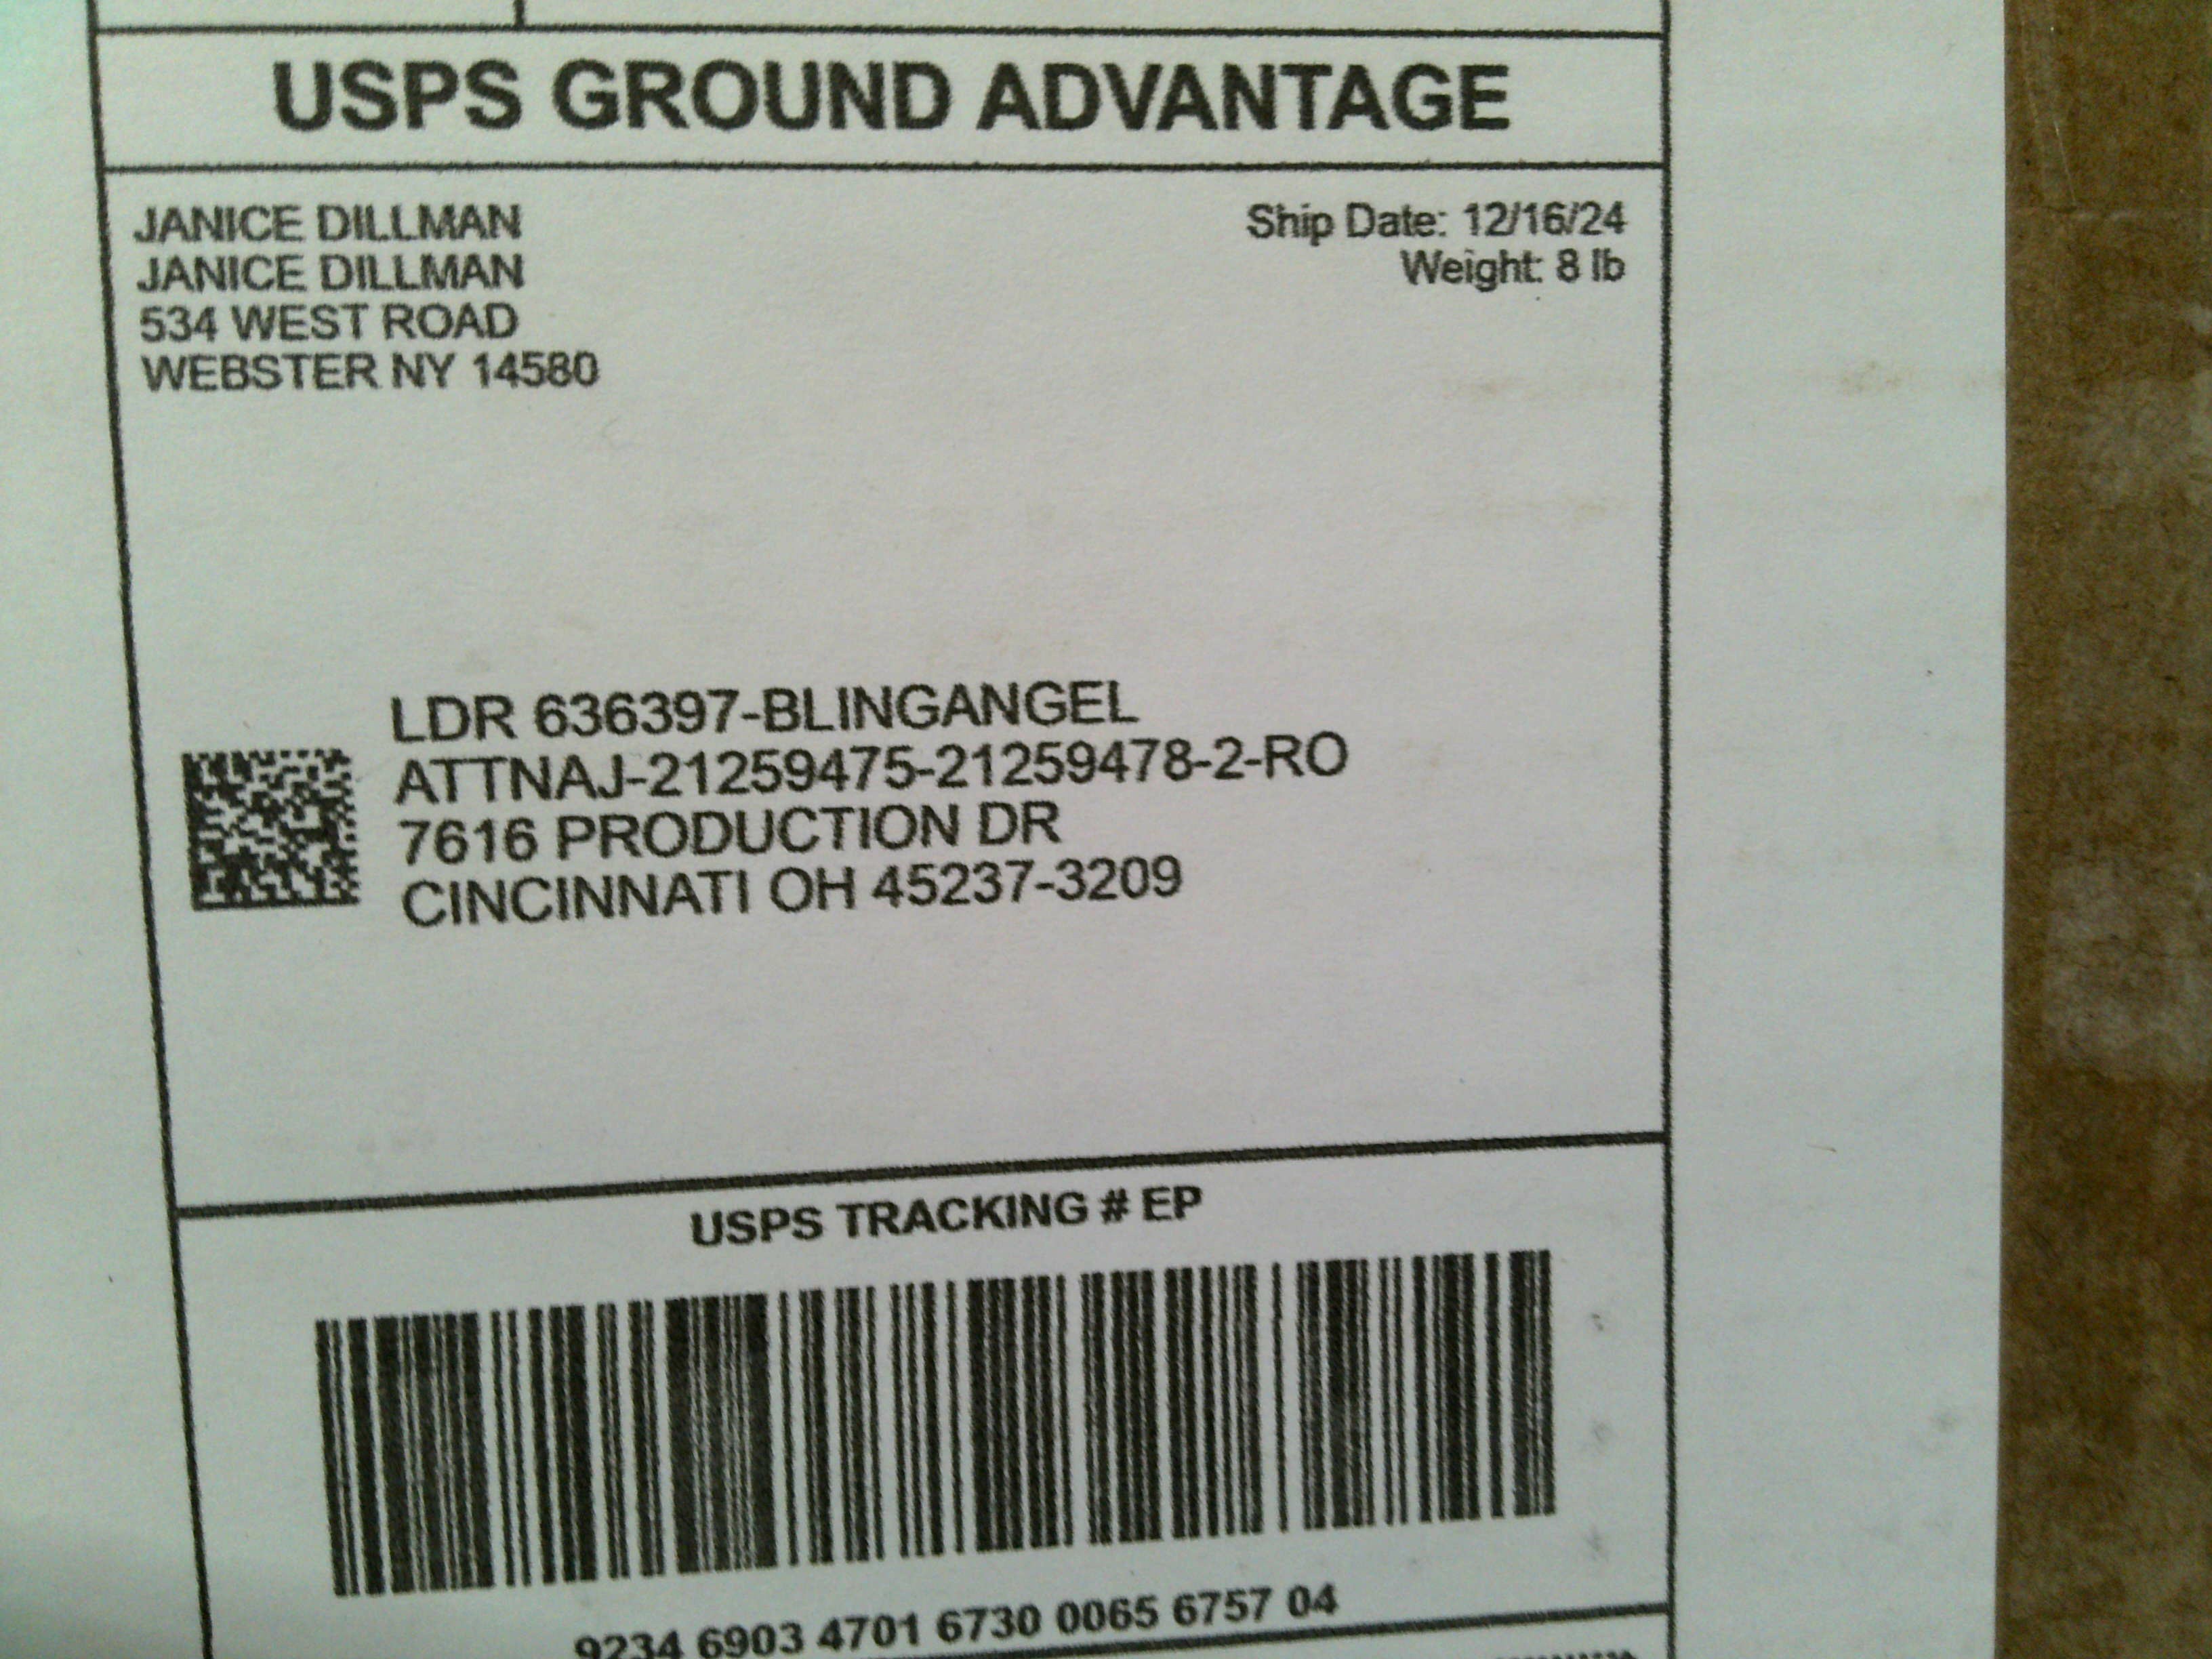 USPS GROUND ADVANTAGE
JANICE DILLMAN
JANICE DILLMAN
534 WEST ROAD
WEBSTER NY 14580
Ship Date: 12/16/24
Weight: 8 lb
LDR 636397-BLINGANGEL
ATTNAJ-21259475-21259478-2-RO
7616 PRODUCTION DR
CINCINNATI OH 45237-3209
USPS TRACKING # EP
9234 6903 4701 6730 0065 6757 04